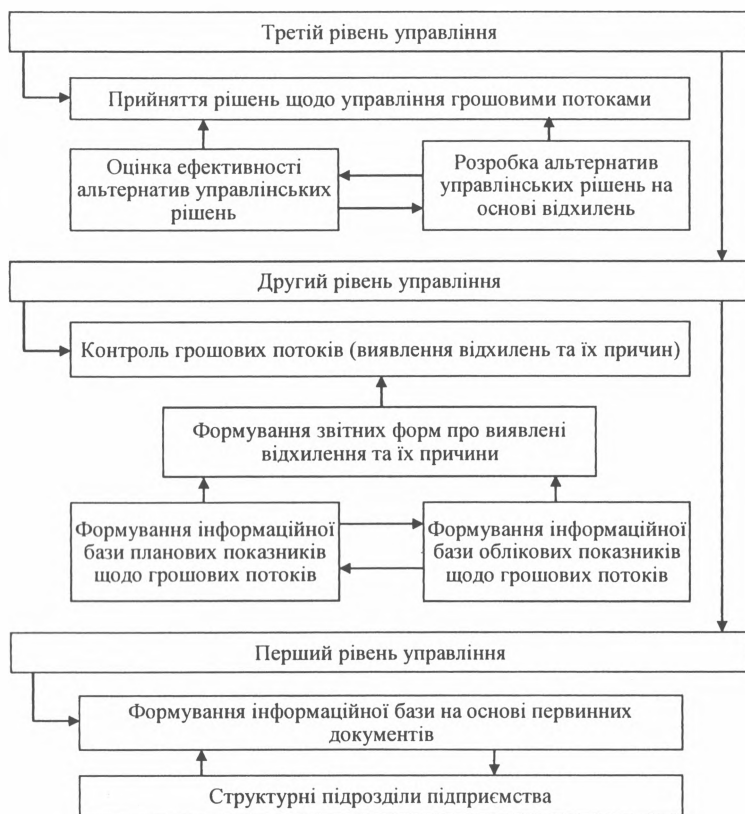 Третій рівень управління
Прийняття рішень щодо управління грошовими потоками
Оцінка ефективності
альтернатив управлінських
рішень
Розробка альтернатив
управлінських рішень на
основі відхилень
Другий рівень управління
Контроль грошових потоків (виявлення відхилень та їх причин)
Формування звітних форм про виявлені
відхилення та їх причини
Формування інформаційної
бази планових показників
щодо грошових потоків
Формування інформаційної
бази облікових показників
щодо грошових потоків
Перший рівень управління
Формування інформаційної бази на основі первинних
документів
Структурні підрозділи підприємства